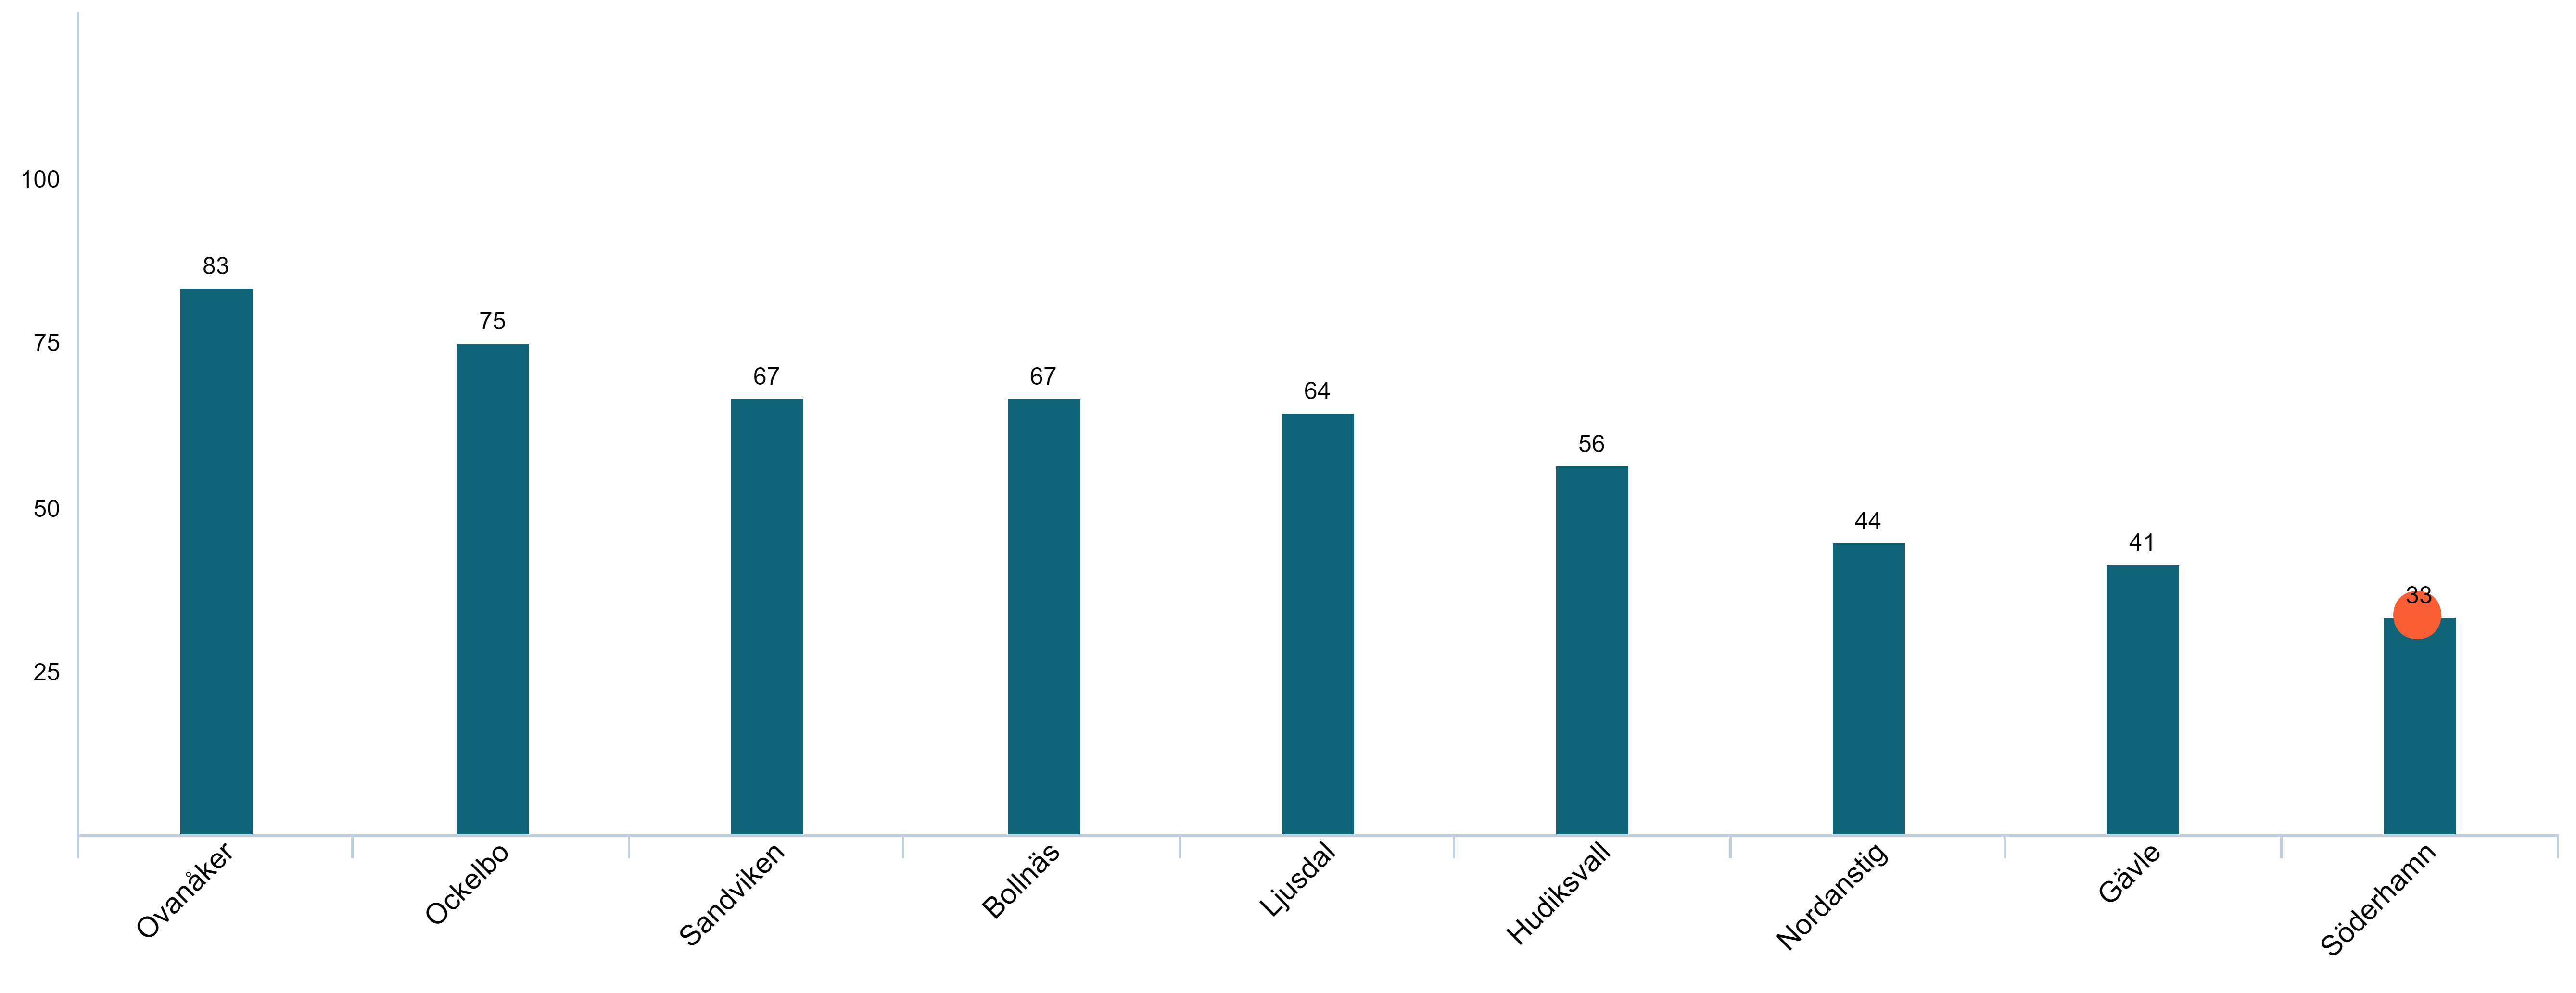 100
75
50
25
83
75
67
67
64
56
44
41
33
Ovanåker
Ockelbo
Sandviken
Bollnäs
Ljusdal
Hudiksvall
Nordanstig
Gävle
Söderhamn